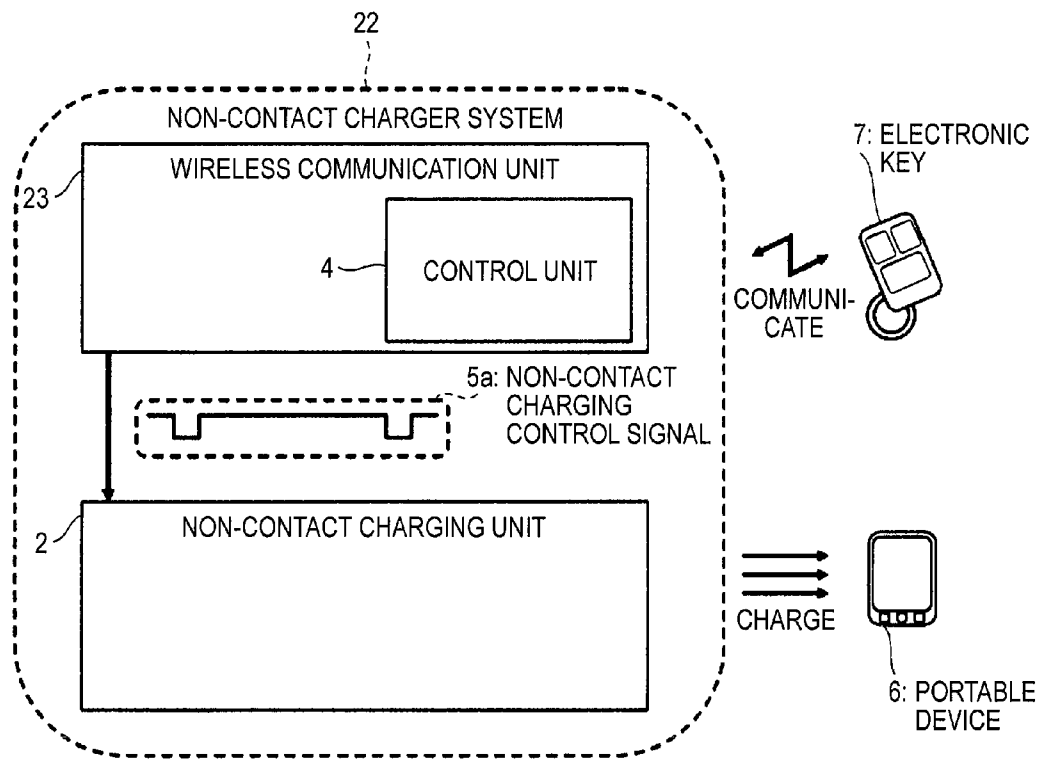 22
NON-CONTACT CHARGER SYSTEM
WIRELESS COMMUNICATION UNIT
23
4
CONTROL UNIT
7: ELECTRONIC
KEY
COMMUNI-
CATE
5a: NON-CONTACT
CHARGING
CONTROL SIGNAL
2
NON-CONTACT CHARGING UNIT
CHARGE
6: PORTABLE
DEVICE